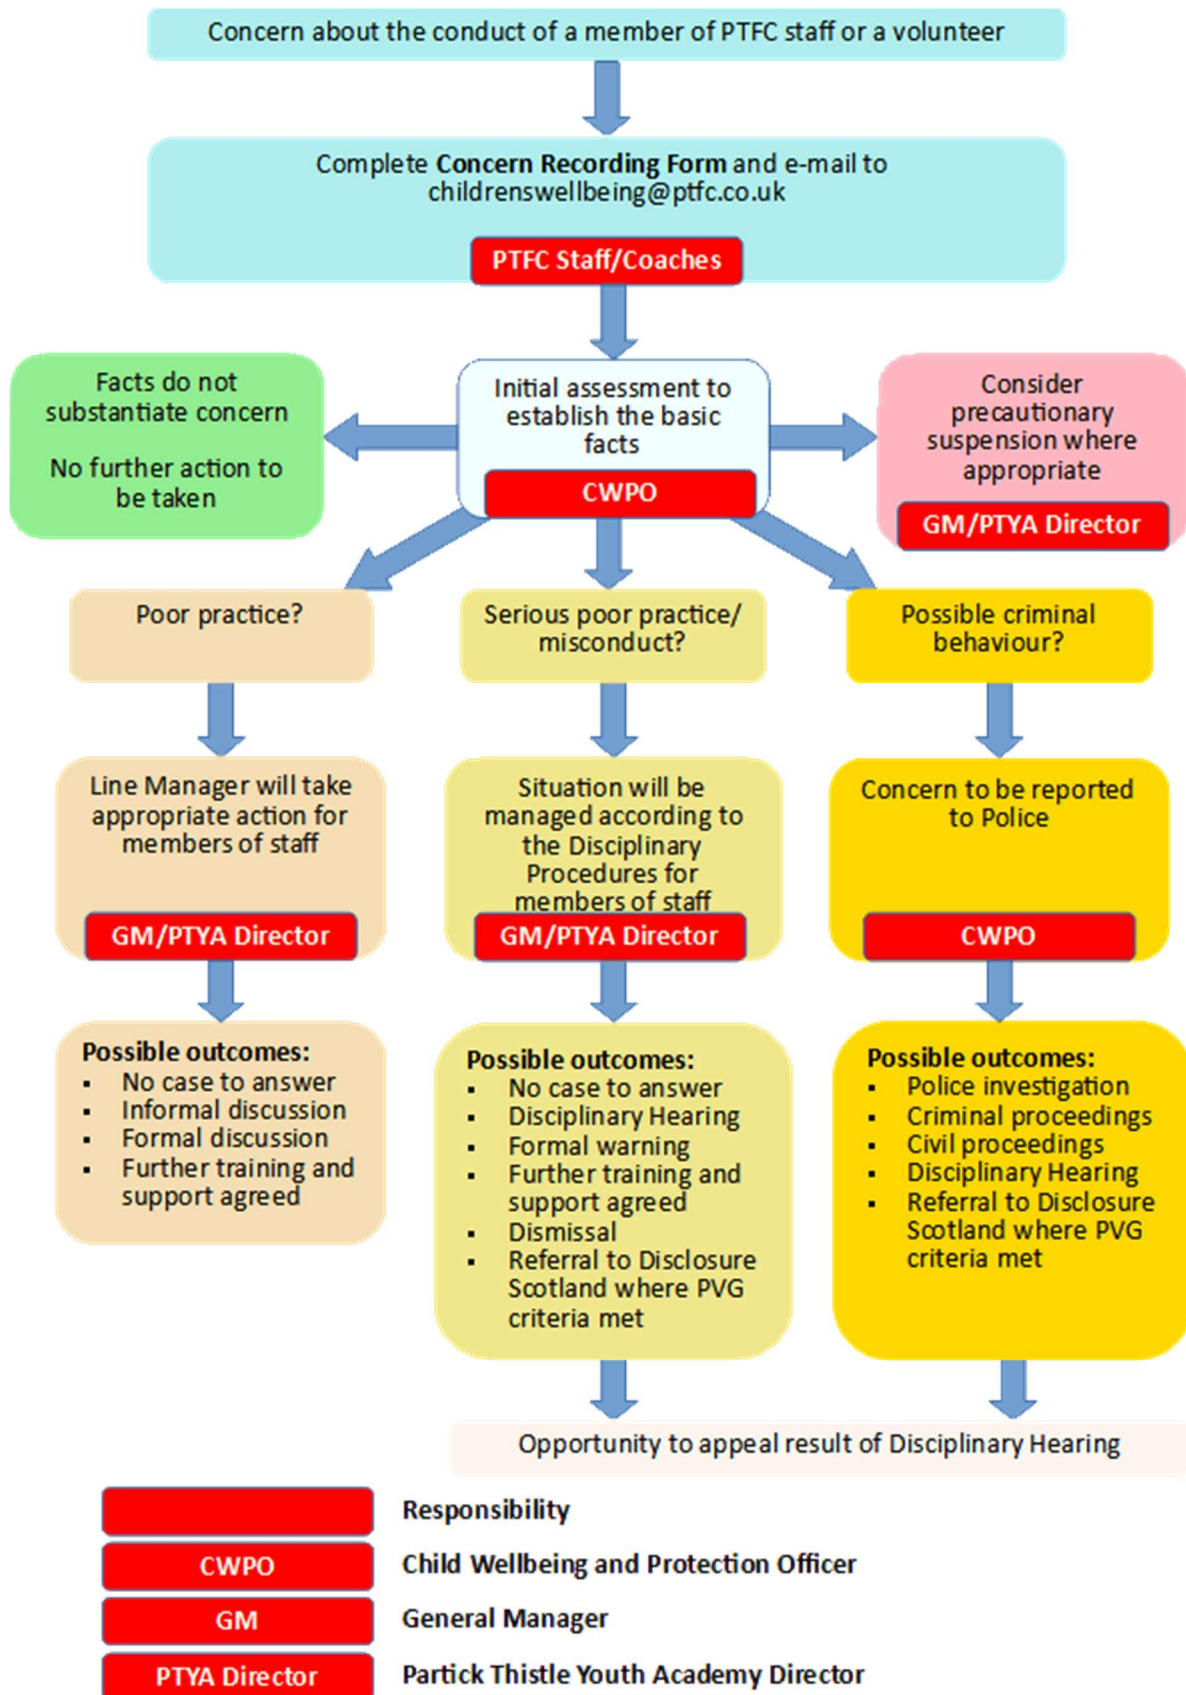 Concern about the conduct of a member of PTFC staff or a volunteer
Complete Concern Recording Form and e-mail to
childrenswellbeing@ptfc.co.uk
PTFC Staff/Coaches
Facts do not
substantiate concern
No further action to
be taken
Initial assessment to
establish the basic
facts
CWPO
Consider
precautionary
suspension where
appropriate
GM/PTYA Director
Poor practice?
Serious poor practice/
misconduct?
Possible criminal
behaviour?
Line Manager will take
appropriate action for
members of staff
GM/PTYA Director
Situation will be
managed according to
the Disciplinary
Procedures for
members of staff
GM/PTYA Director
Concern to be reported
to Police
CWPO
Possible outcomes:
▪ No case to answer
▪ Informal discussion
▪ Formal discussion
▪ Further training and
support agreed
Possible outcomes:
▪ No case to answer
▪ Disciplinary Hearing
▪ Formal warning
▪ Further training and
support agreed
▪ Dismissal
▪ Referral to Disclosure
Scotland where PVG
criteria met
Possible outcomes:
▪ Police investigation
▪ Criminal proceedings
▪ Civil proceedings
▪ Disciplinary Hearing
▪ Referral to Disclosure
Scotland where PVG
criteria met
Opportunity to appeal result of Disciplinary Hearing
Responsibility
CWPO Child Wellbeing and Protection Officer
GM General Manager
PTYA Director Partick Thistle Youth Academy Director